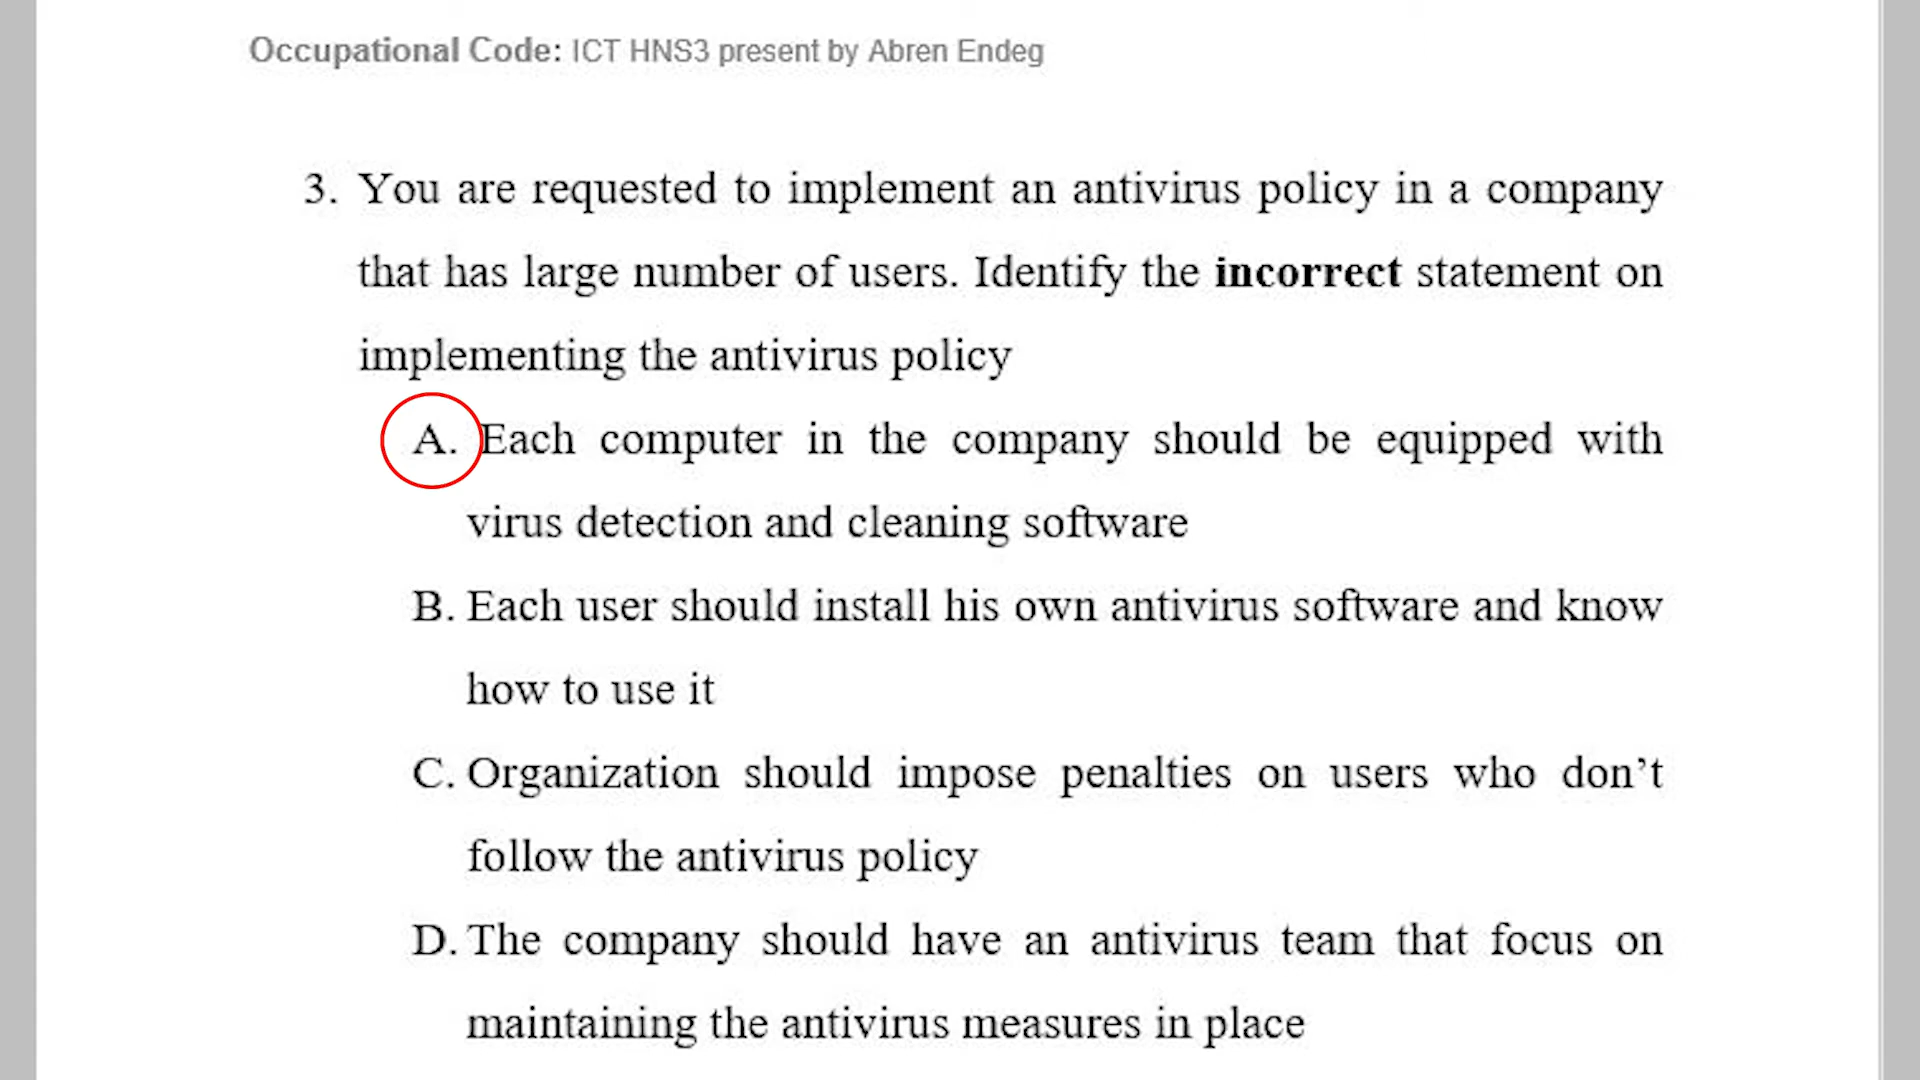 Occupational Code: ICT HNS3 present by Abren Endeg
3. You are requested to implement an antivirus policy in a company
that has large number of users. Identify the incorrect statement on
implementing the antivirus policy
A. Each computer in the company should be equipped with
virus detection and cleaning software
B. Each user should install his own antivirus software and know
how to use it
C. Organization should impose penalties on users who don’t
follow the antivirus policy
D. The company should have an antivirus team that focus on
maintaining the antivirus measures in place